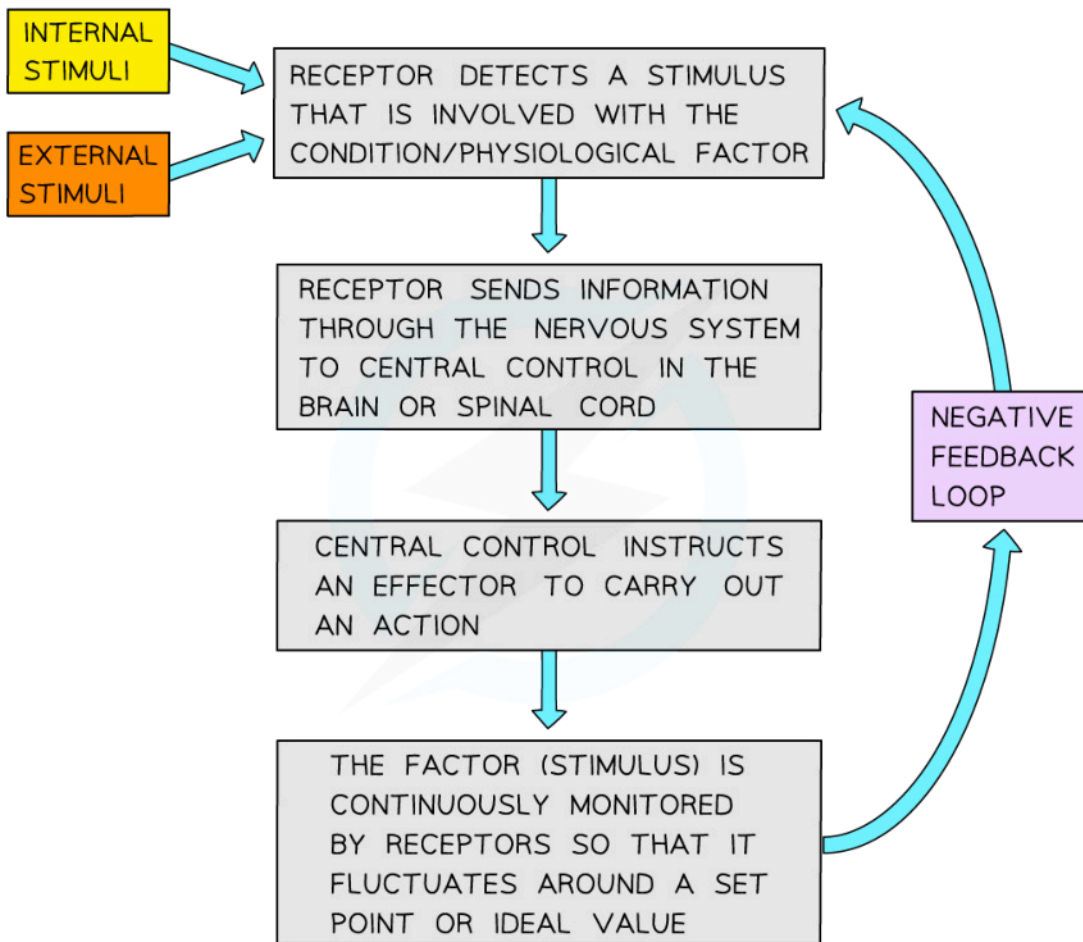 INTERNAL
STIMULI
EXTERNAL
STIMULI
RECEPTOR DETECTS A STIMULUS
THAT IS INVOLVED WITH THE
CONDITION/PHYSIOLOGICAL FACTOR
RECEPTOR SENDS INFORMATION
THROUGH THE NERVOUS SYSTEM
TO CENTRAL CONTROL IN THE
BRAIN OR SPINAL CORD
CENTRAL CONTROL INSTRUCTS
AN EFFECTOR TO CARRY OUT
AN ACTION
THE FACTOR (STIMULUS) IS
CONTINUOUSLY MONITORED
BY RECEPTORS SO THAT IT
FLUCTUATES AROUND A SET
POINT OR IDEAL VALUE
NEGATIVE
FEEDBACK
LOOP